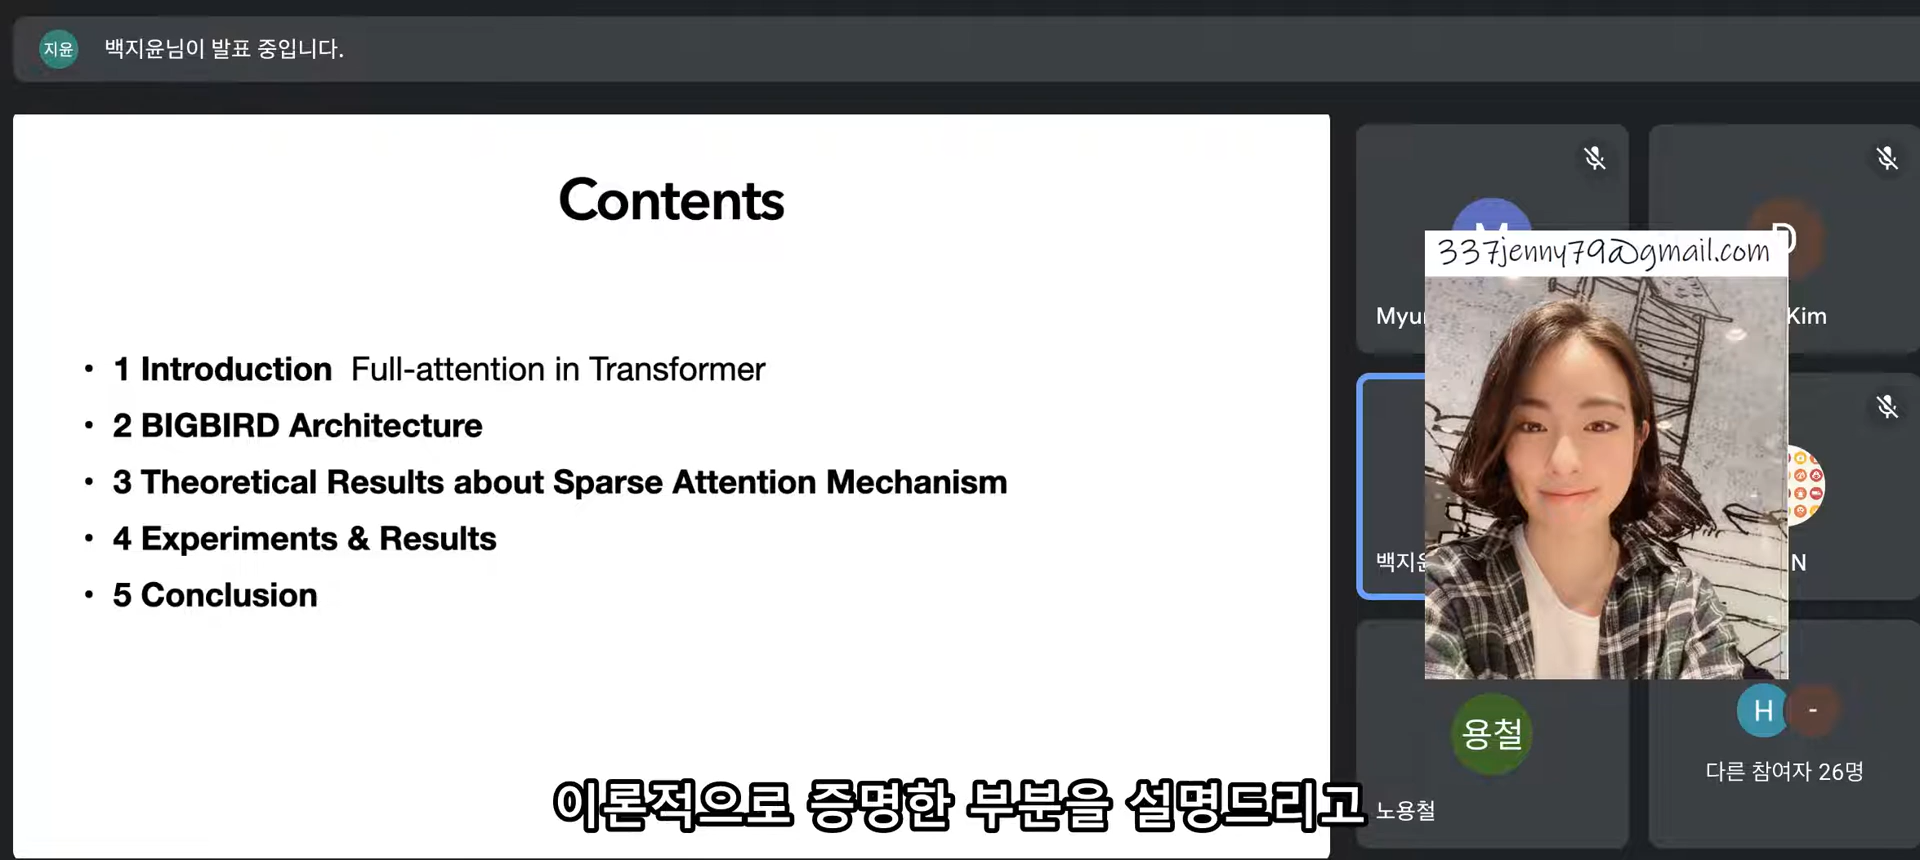 지윤 백지윤님이 발표 중입니다.
Contents
• 1 Introduction Full-attention in Transformer
• 2 BIGBIRD Architecture
• 3 Theoretical Results about Sparse Attention Mechanism
• 4 Experiments & Results
• 5 Conclusion
이론적으로 증명한 부분을 설명드리고
337jenny79@gmail.com
D
Kim
N
용철
노용철
H -
다른 참여자 26명